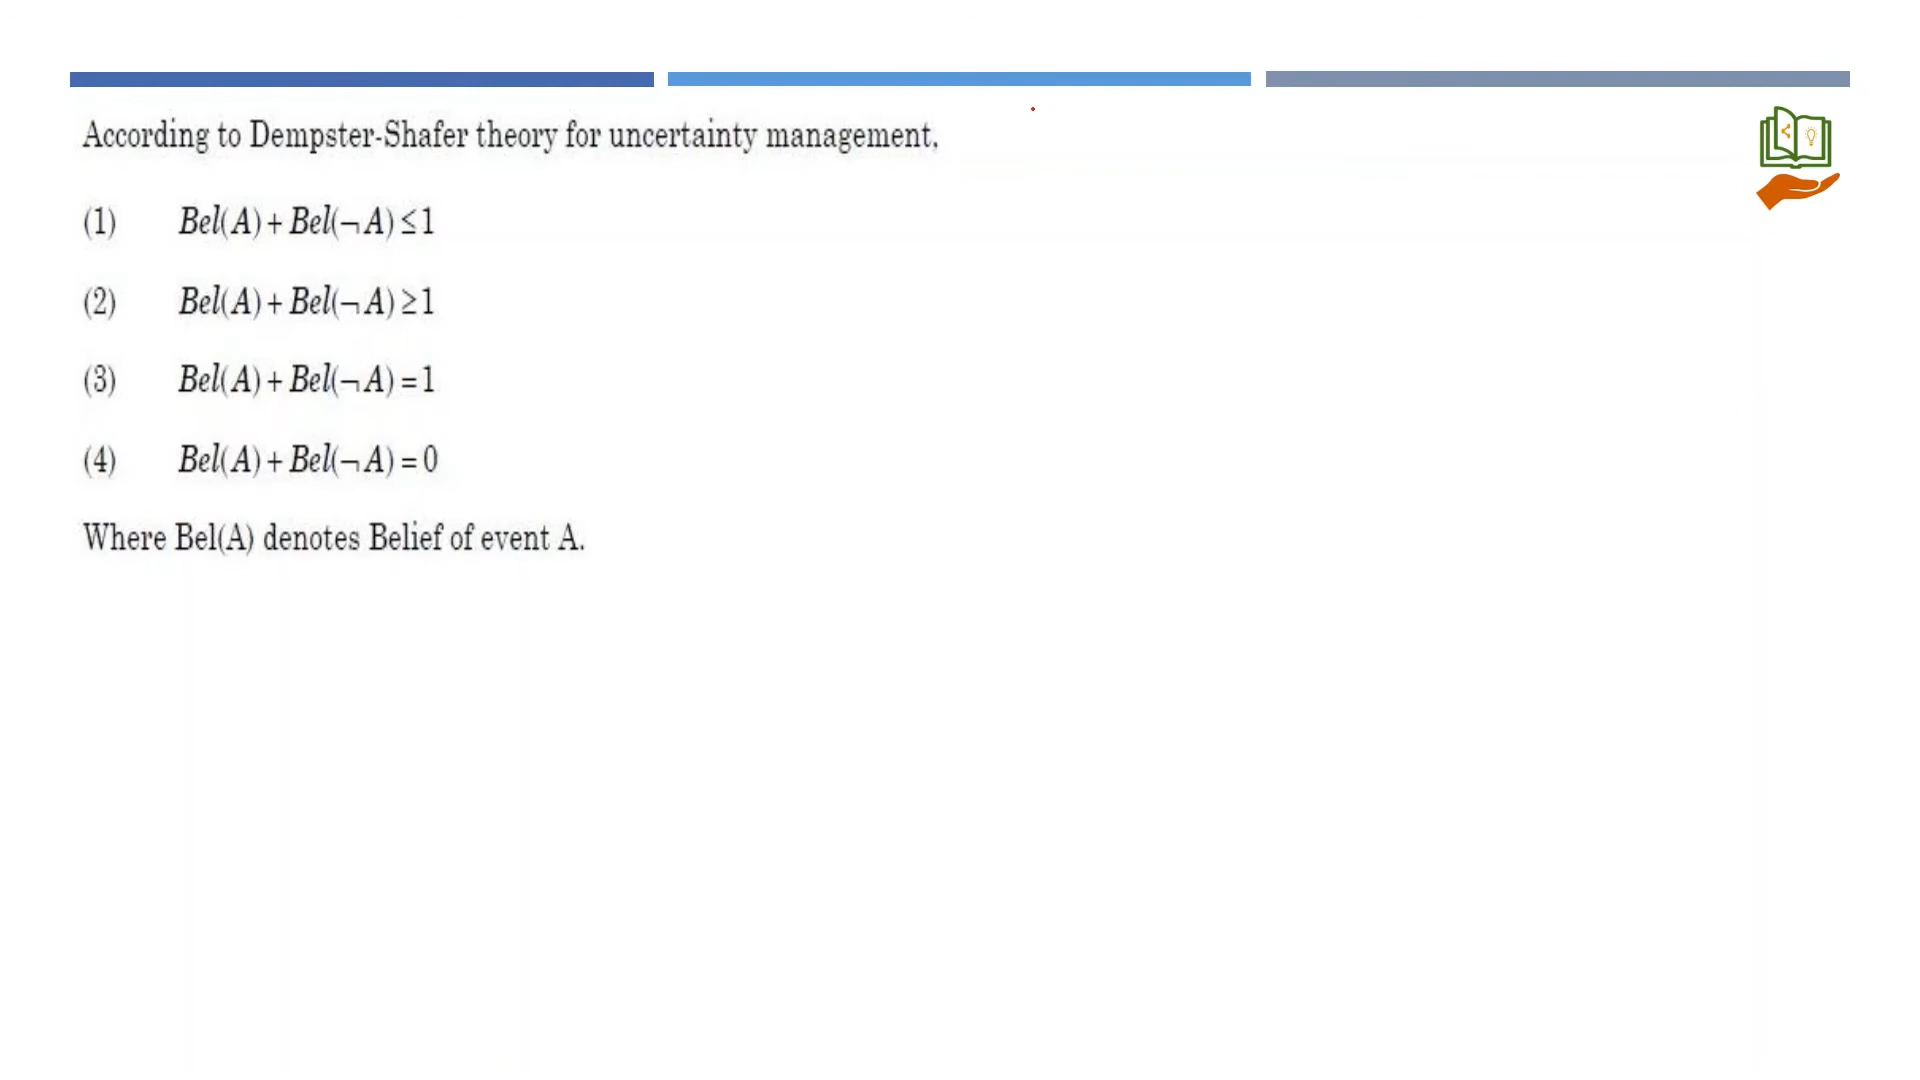 According to Dempster-Shafer theory for uncertainty management,
(1) Bel(A) + Bel(¬ A) ≤ 1
(2) Bel(A) + Bel(¬ A) ≥ 1
(3) Bel(A) + Bel(¬ A) = 1
(4) Bel(A) + Bel(¬ A) = 0
Where Bel(A) denotes Belief of event A.